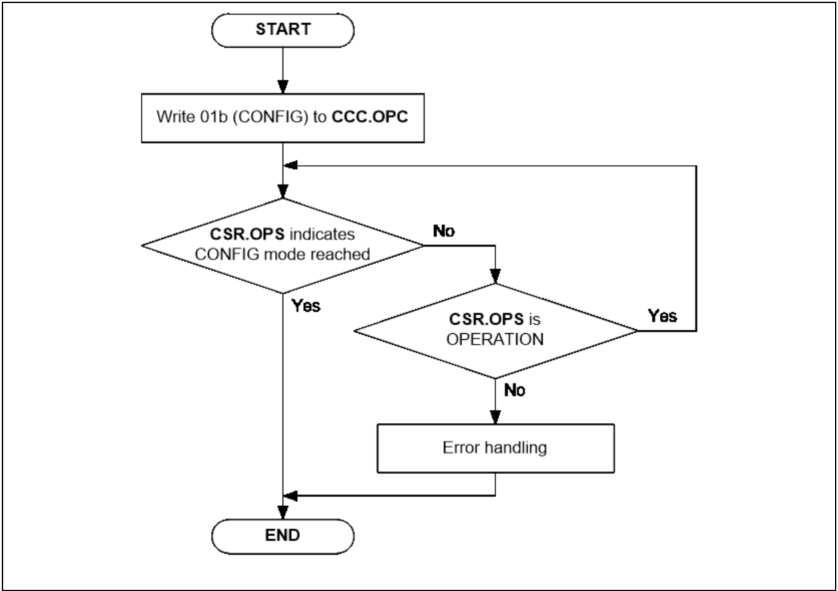 START
Write 01b (CONFIG) to CCC.OPC
CSR.OPS indicates
CONFIG mode reached
No
Yes
CSR.OPS is
OPERATION
Yes
No
Error handling
END